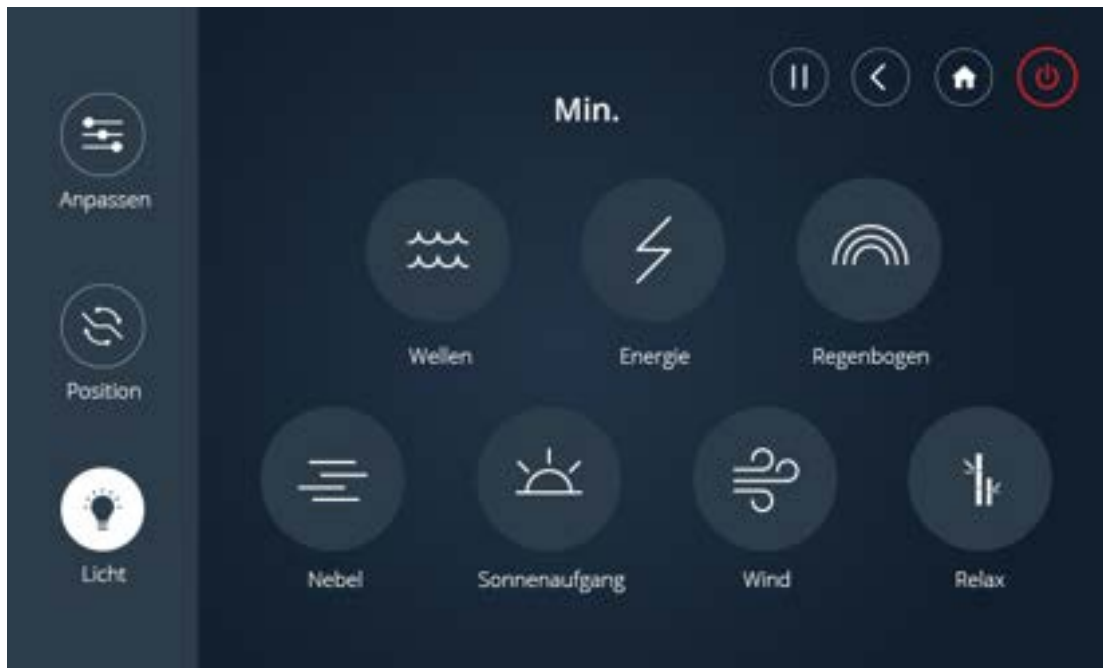 Min.
Anpassen
Wellen
Energie
Regenbogen
Position
Licht
Nebel
Sonnenaufgang
Wind
Relax